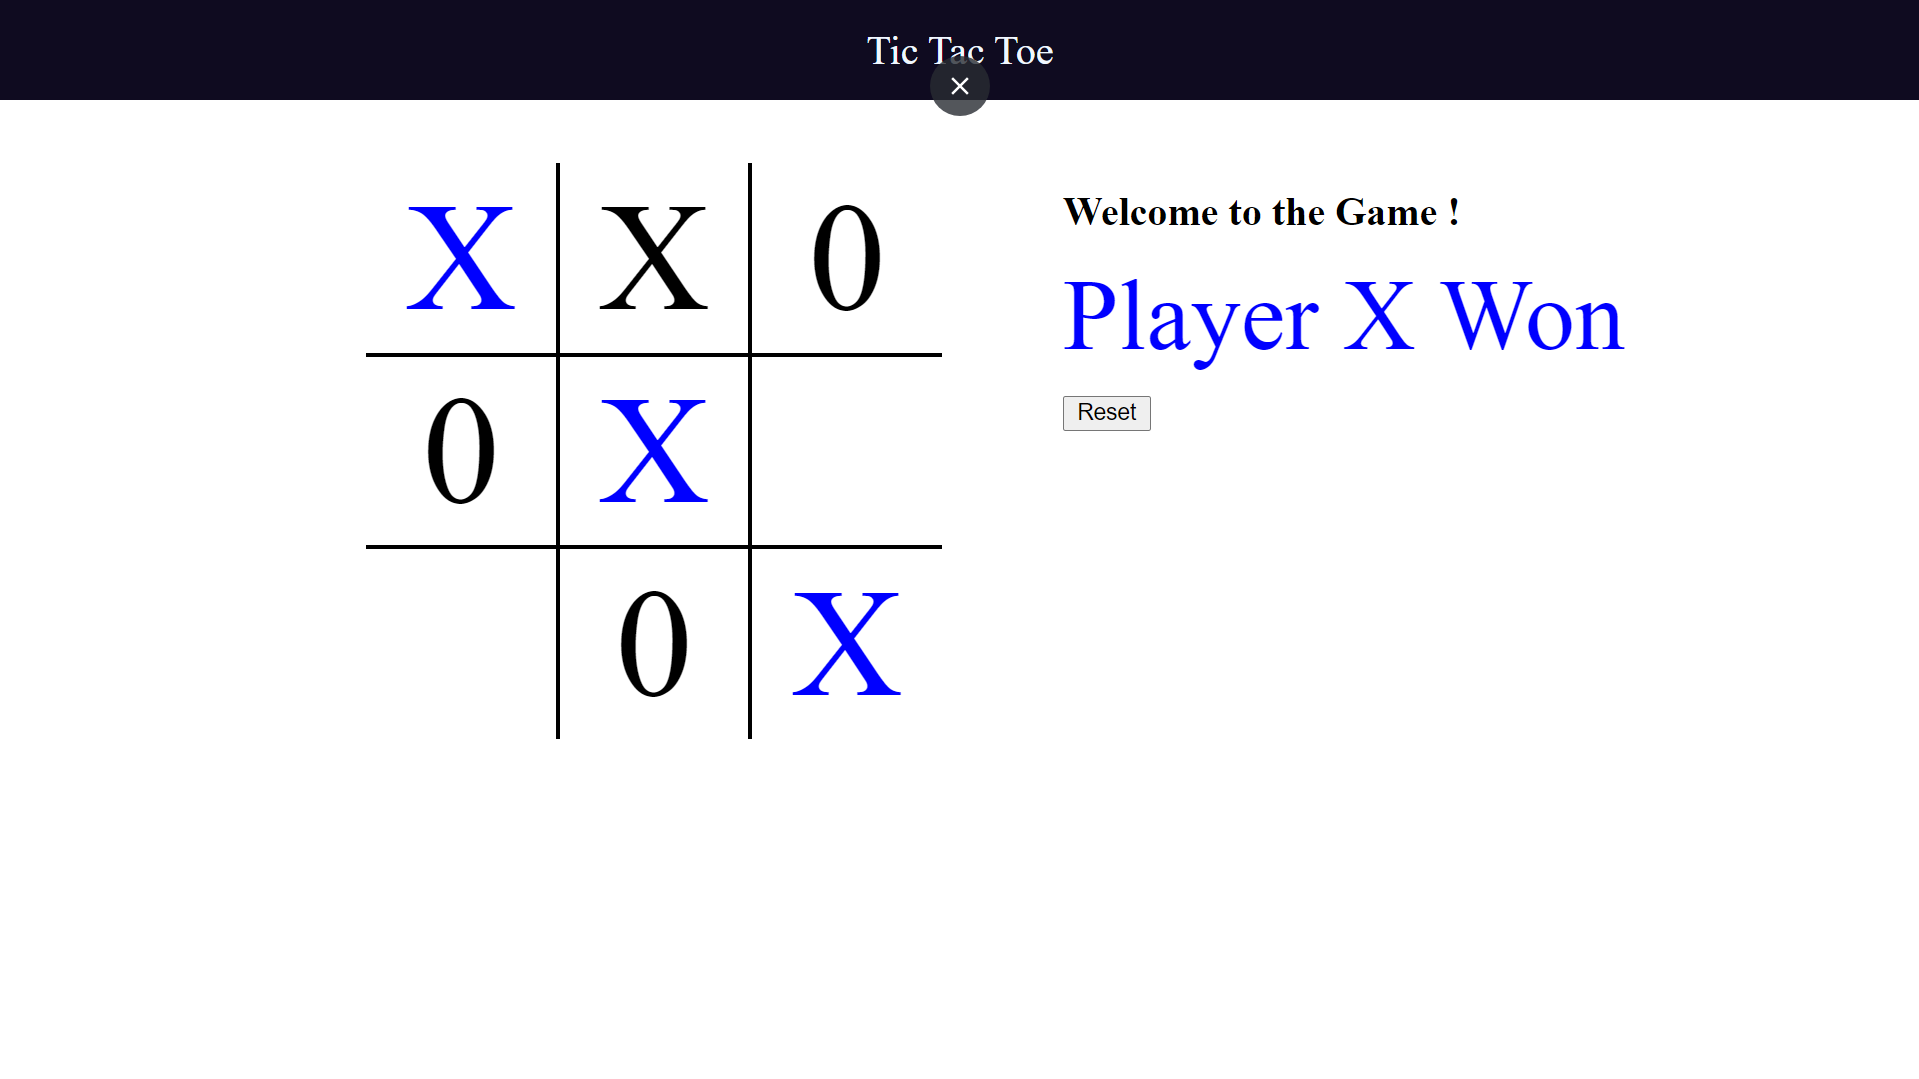 Tic Tac Toe
X X 0
0 X
0 X
Welcome to the Game !
Player X Won
Reset